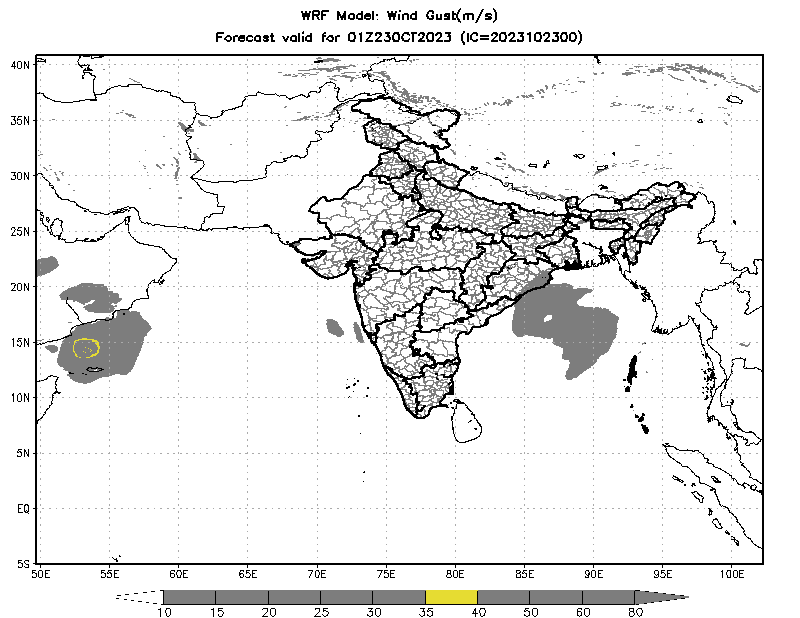 WRF Model: Wind Gust(m/s)
Forecast valid for 01Z23OCT2023 (IC=2023102300)
40N
35N
30N
25N
20N
15N
10N
5N
EQ
5S
50E 55E 60E 65E 70E 75E 80E 85E 90E 95E 100E
10 15 20 25 30 35 40 50 60 80